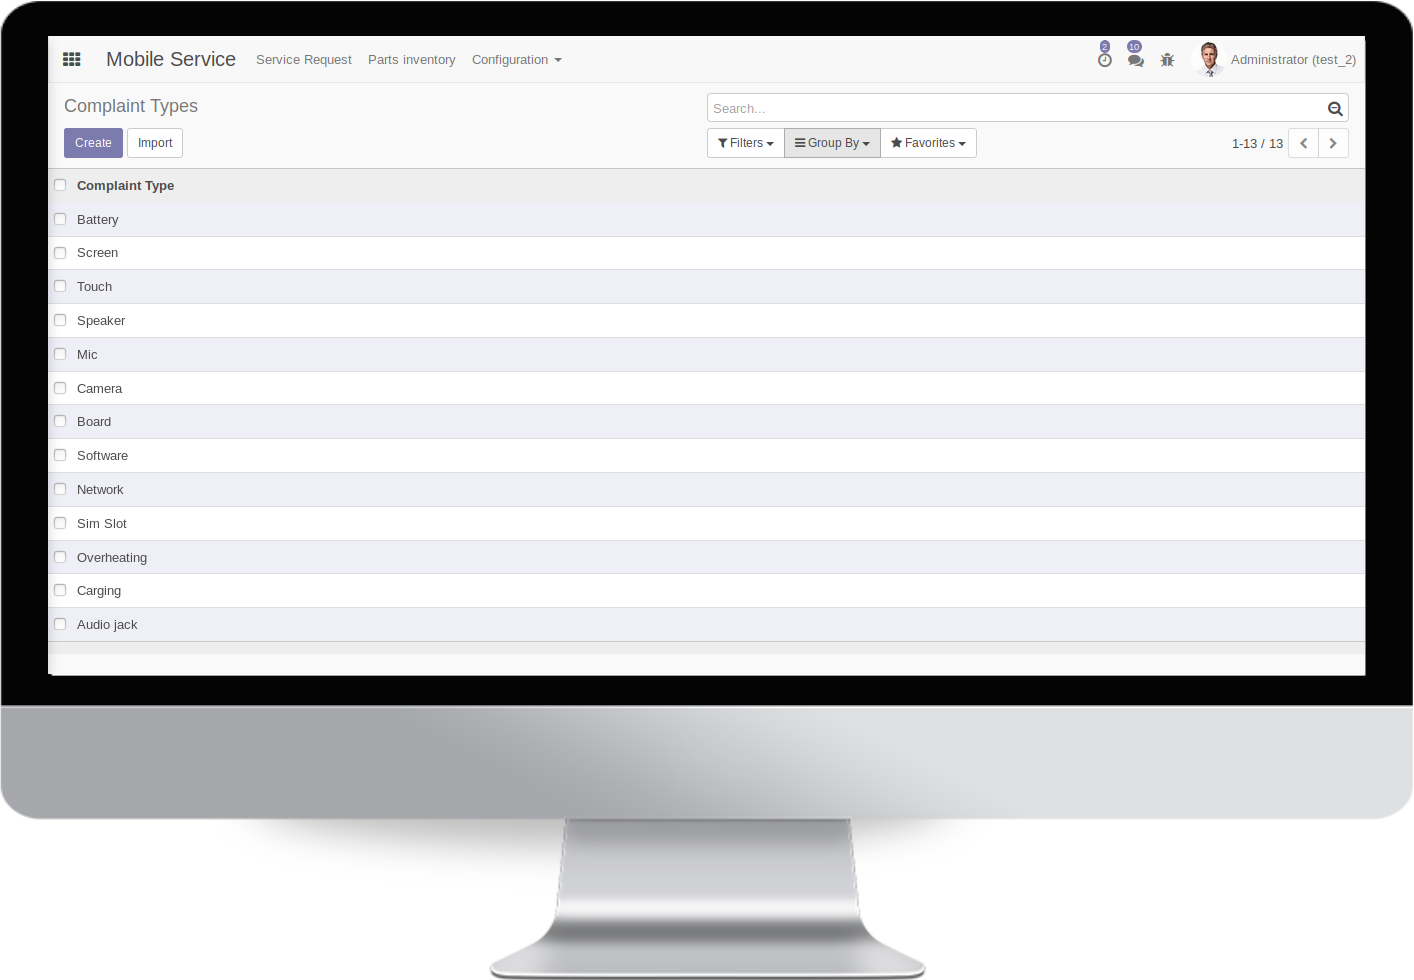 Mobile Service Service Request Parts inventory Configuration 2 10 Administrator (test_2)
Complaint Types
Search...
Create Import Filters Group By Favorites 1-13 / 13
Complaint Type
Battery
Screen
Touch
Speaker
Mic
Camera
Board
Software
Network
Sim Slot
Overheating
Carging
Audio jack